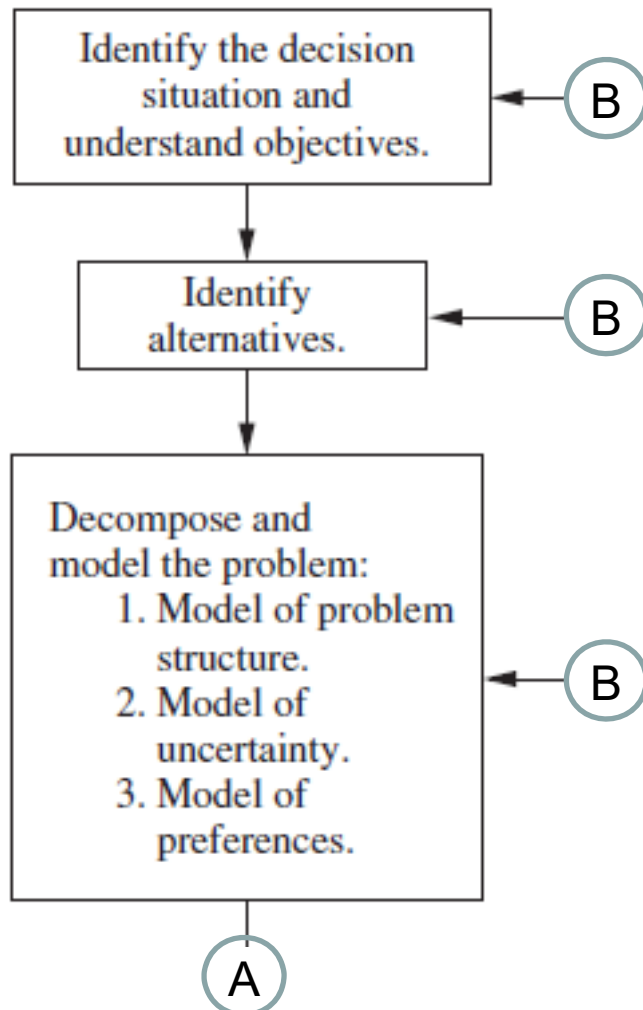 Identify the decision
situation and
understand objectives.
B
Identify
alternatives.
B
Decompose and
model the problem:
1. Model of problem
structure.
2. Model of
uncertainty.
3. Model of
preferences.
B
A